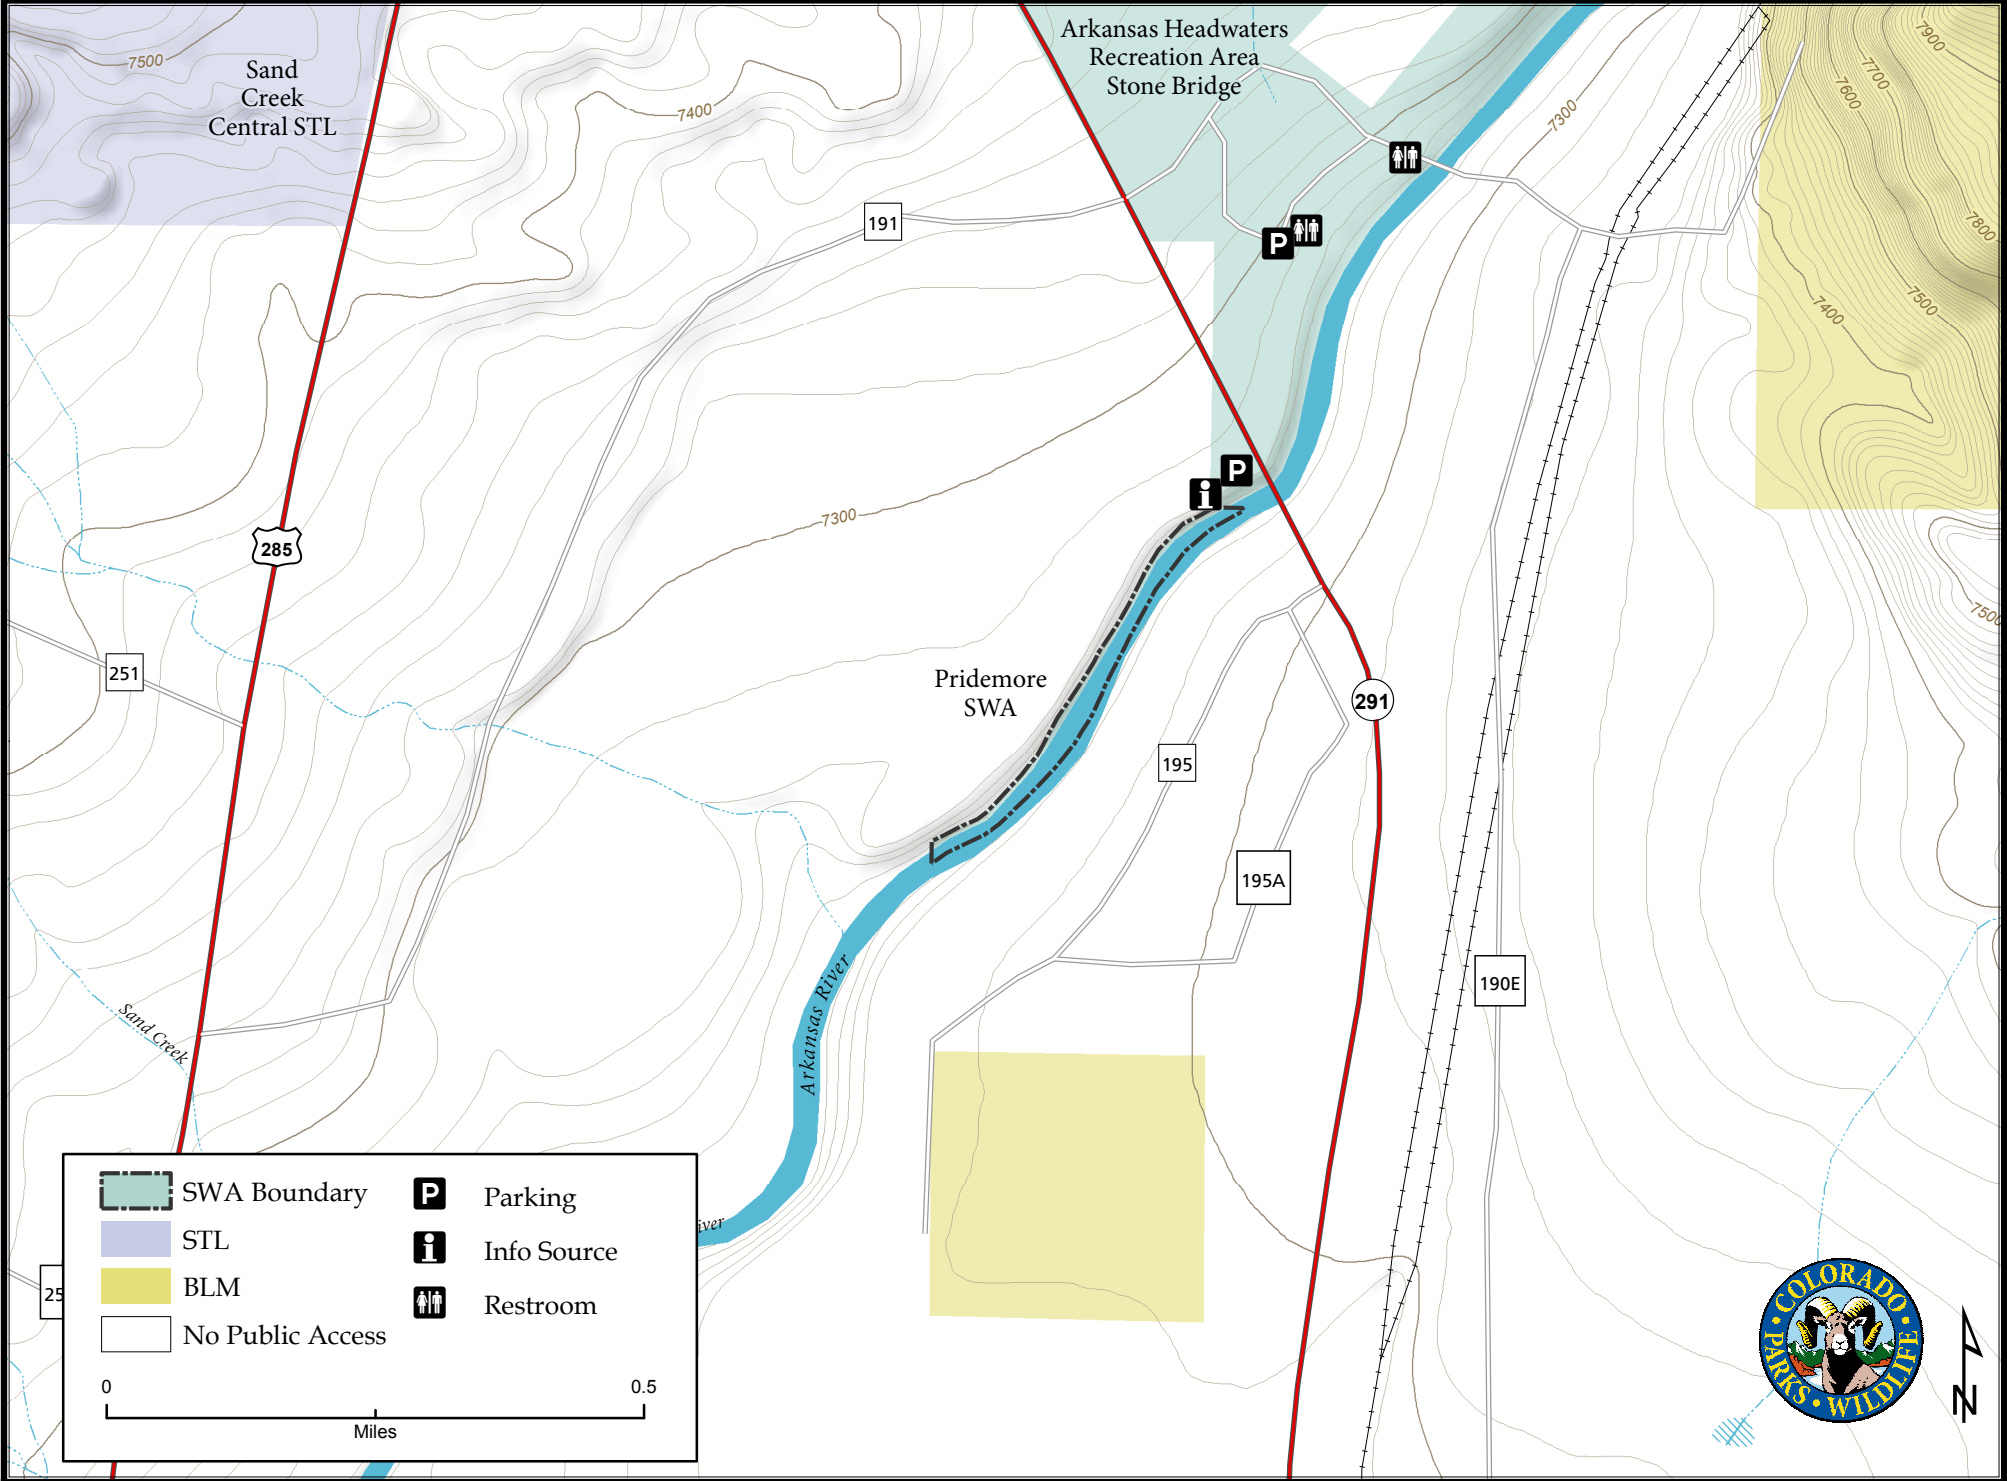 Arkansas Headwaters
Recreation Area
Stone Bridge
Sand
Creek
Central STL
7500
7400
7300
7900
7700
7600
7800
7500
7400
7500
191
7300
285
251
Pridemore
SWA
291
195
195A
190E
Arkansas River
Sand Creek
iver
25
P
P
SWA Boundary
STL
BLM
No Public Access
P Parking
i Info Source
Restroom
0 0.5
Miles
COLORADO
PARKS • WILDLIFE
N